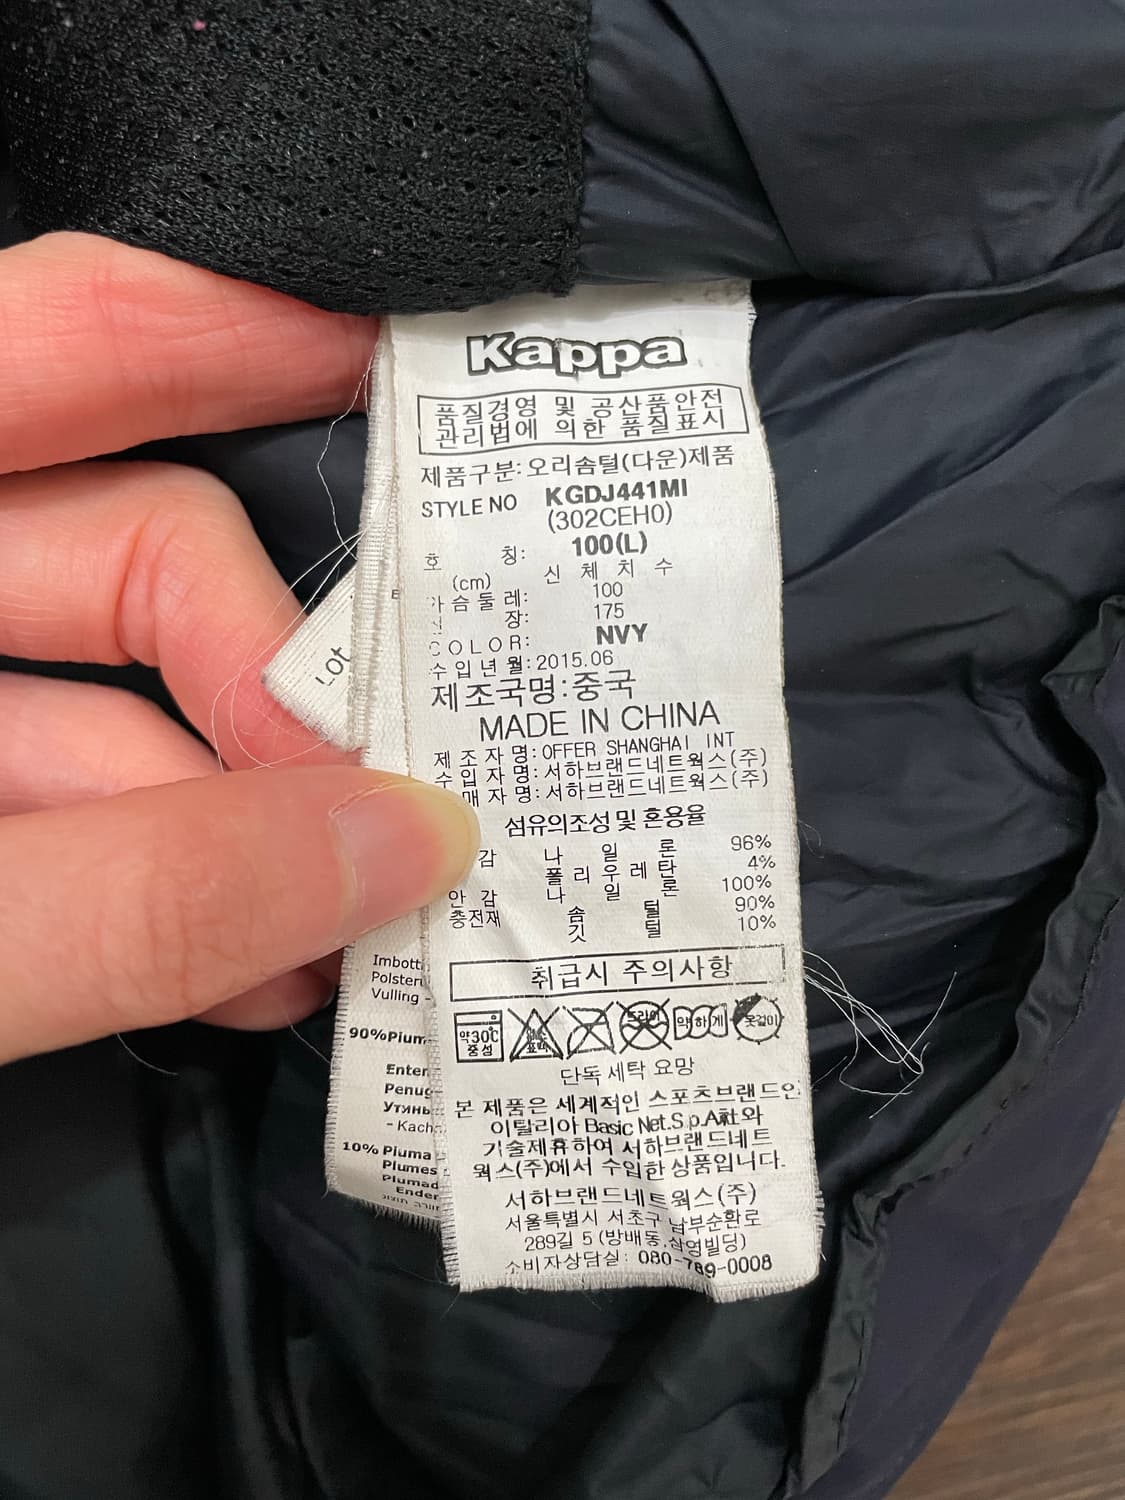 Kappa
품질경영 및 공산품안전
관리법에 의한 품질표시
제품구분:오리솜털(다운)제품
STYLE NO KGDJ441MI
(302CEH0)
호 칭: 100(L)
(cm) 신 체 치 수
가 슴 둘 레: 100
장: 175
COLOR: NVY
수 입 년 월:2015.06
제조국명:중국
MADE IN CHINA
제 조 자 명:OFFER SHANGHAI INT
수 입 자 명:서하브랜드네트웍스(주)
매 자 명:서하브랜드네트웍스(주)
섬유의조성 및 혼용율
감 나 일 론 96%
폴 리 우 레 탄 4%
안 감 나 일 론 100%
충전재 솜 털 90%
깃 털 10%
취급시 주의사항
약30℃
중성
드라이
약하게
옷걸이
단독세탁 요망
본 제품은 세계적인 스포츠브랜드인
이탈리아 Basic Net.S.p.A社와
기술제휴하여 서하브랜드네트
웍스(주)에서 수입한 상품입니다.
서하브랜드네트웍스(주)
서울특별시 서초구 남부순환로
289길 5 (방배동,삼영빌딩)
소비자상담실: 080-789-0008
Lot
Imbott
Polster
Vulling -
90%Pium
Enten
Penug
Утинь
- Kach
10% Piuma
Plumes
Plumad
Ender